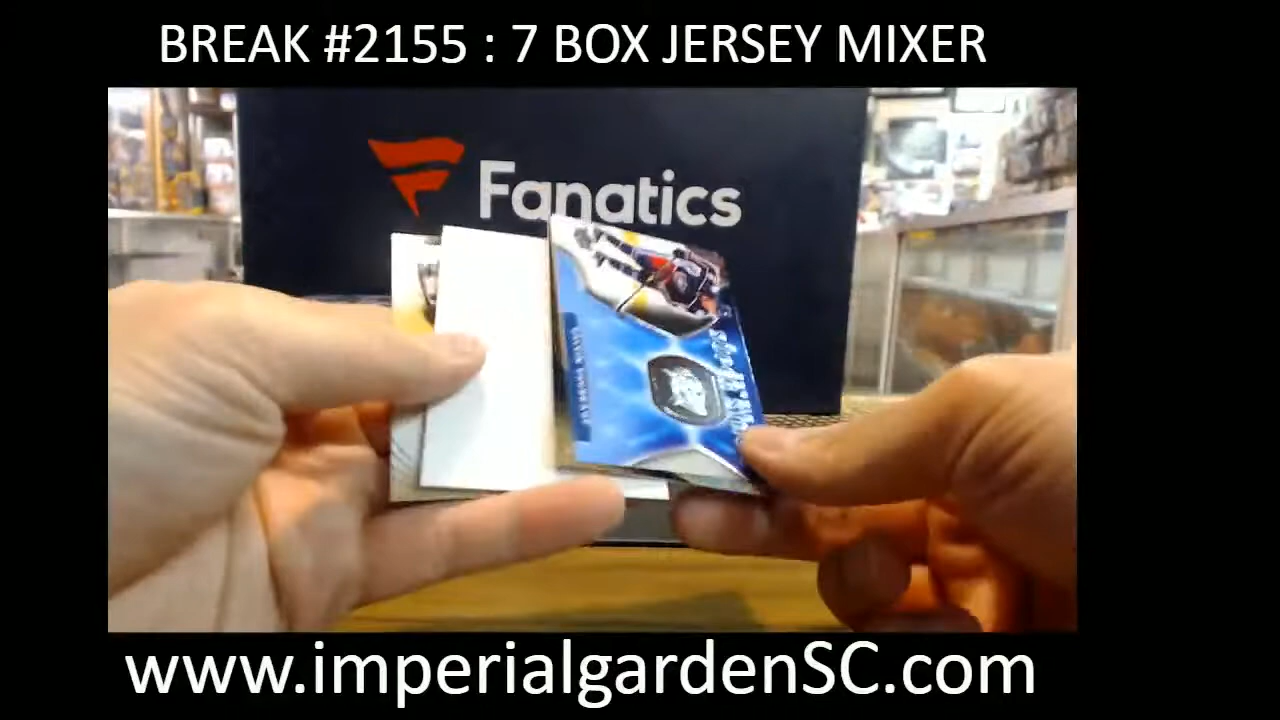 BREAK #2155 : 7 BOX JERSEY MIXER
Fanatics
www.imperialgardenSC.com